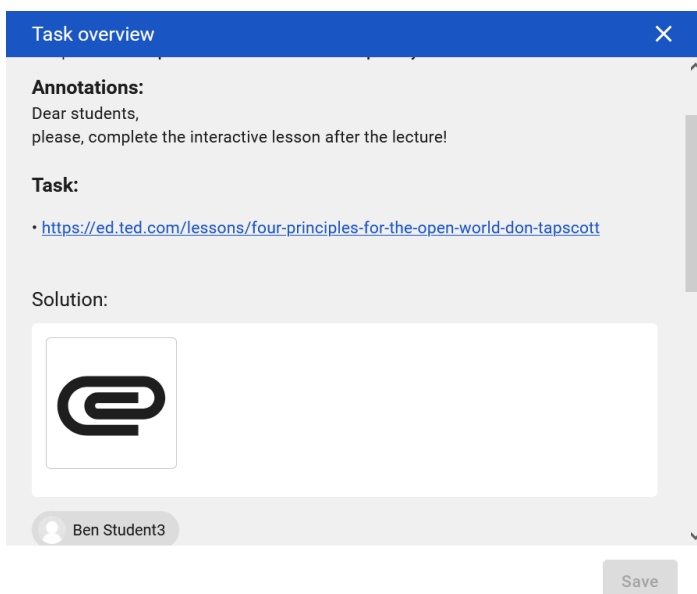 Task overview
Annotations:
Dear students,
please, complete the interactive lesson after the lecture!
Task:
• https://ed.ted.com/lessons/four-principles-for-the-open-world-don-tapscott
Solution:
Ben Student3
Save